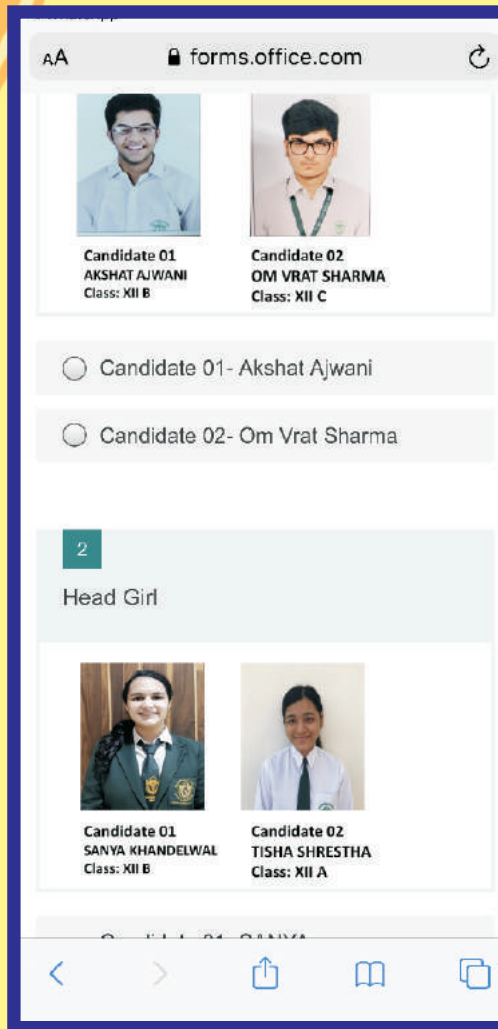 AA forms.office.com
Candidate 01 Candidate 02
AKSHAT AJWANI OM VRAT SHARMA
Class: XII B Class: XII C
Candidate 01- Akshat Ajwani
Candidate 02- Om Vrat Sharma
2
Head Girl
Candidate 01 Candidate 02
SANYA KHANDELWAL TISHA SHRESTHA
Class: XII B Class: XII A